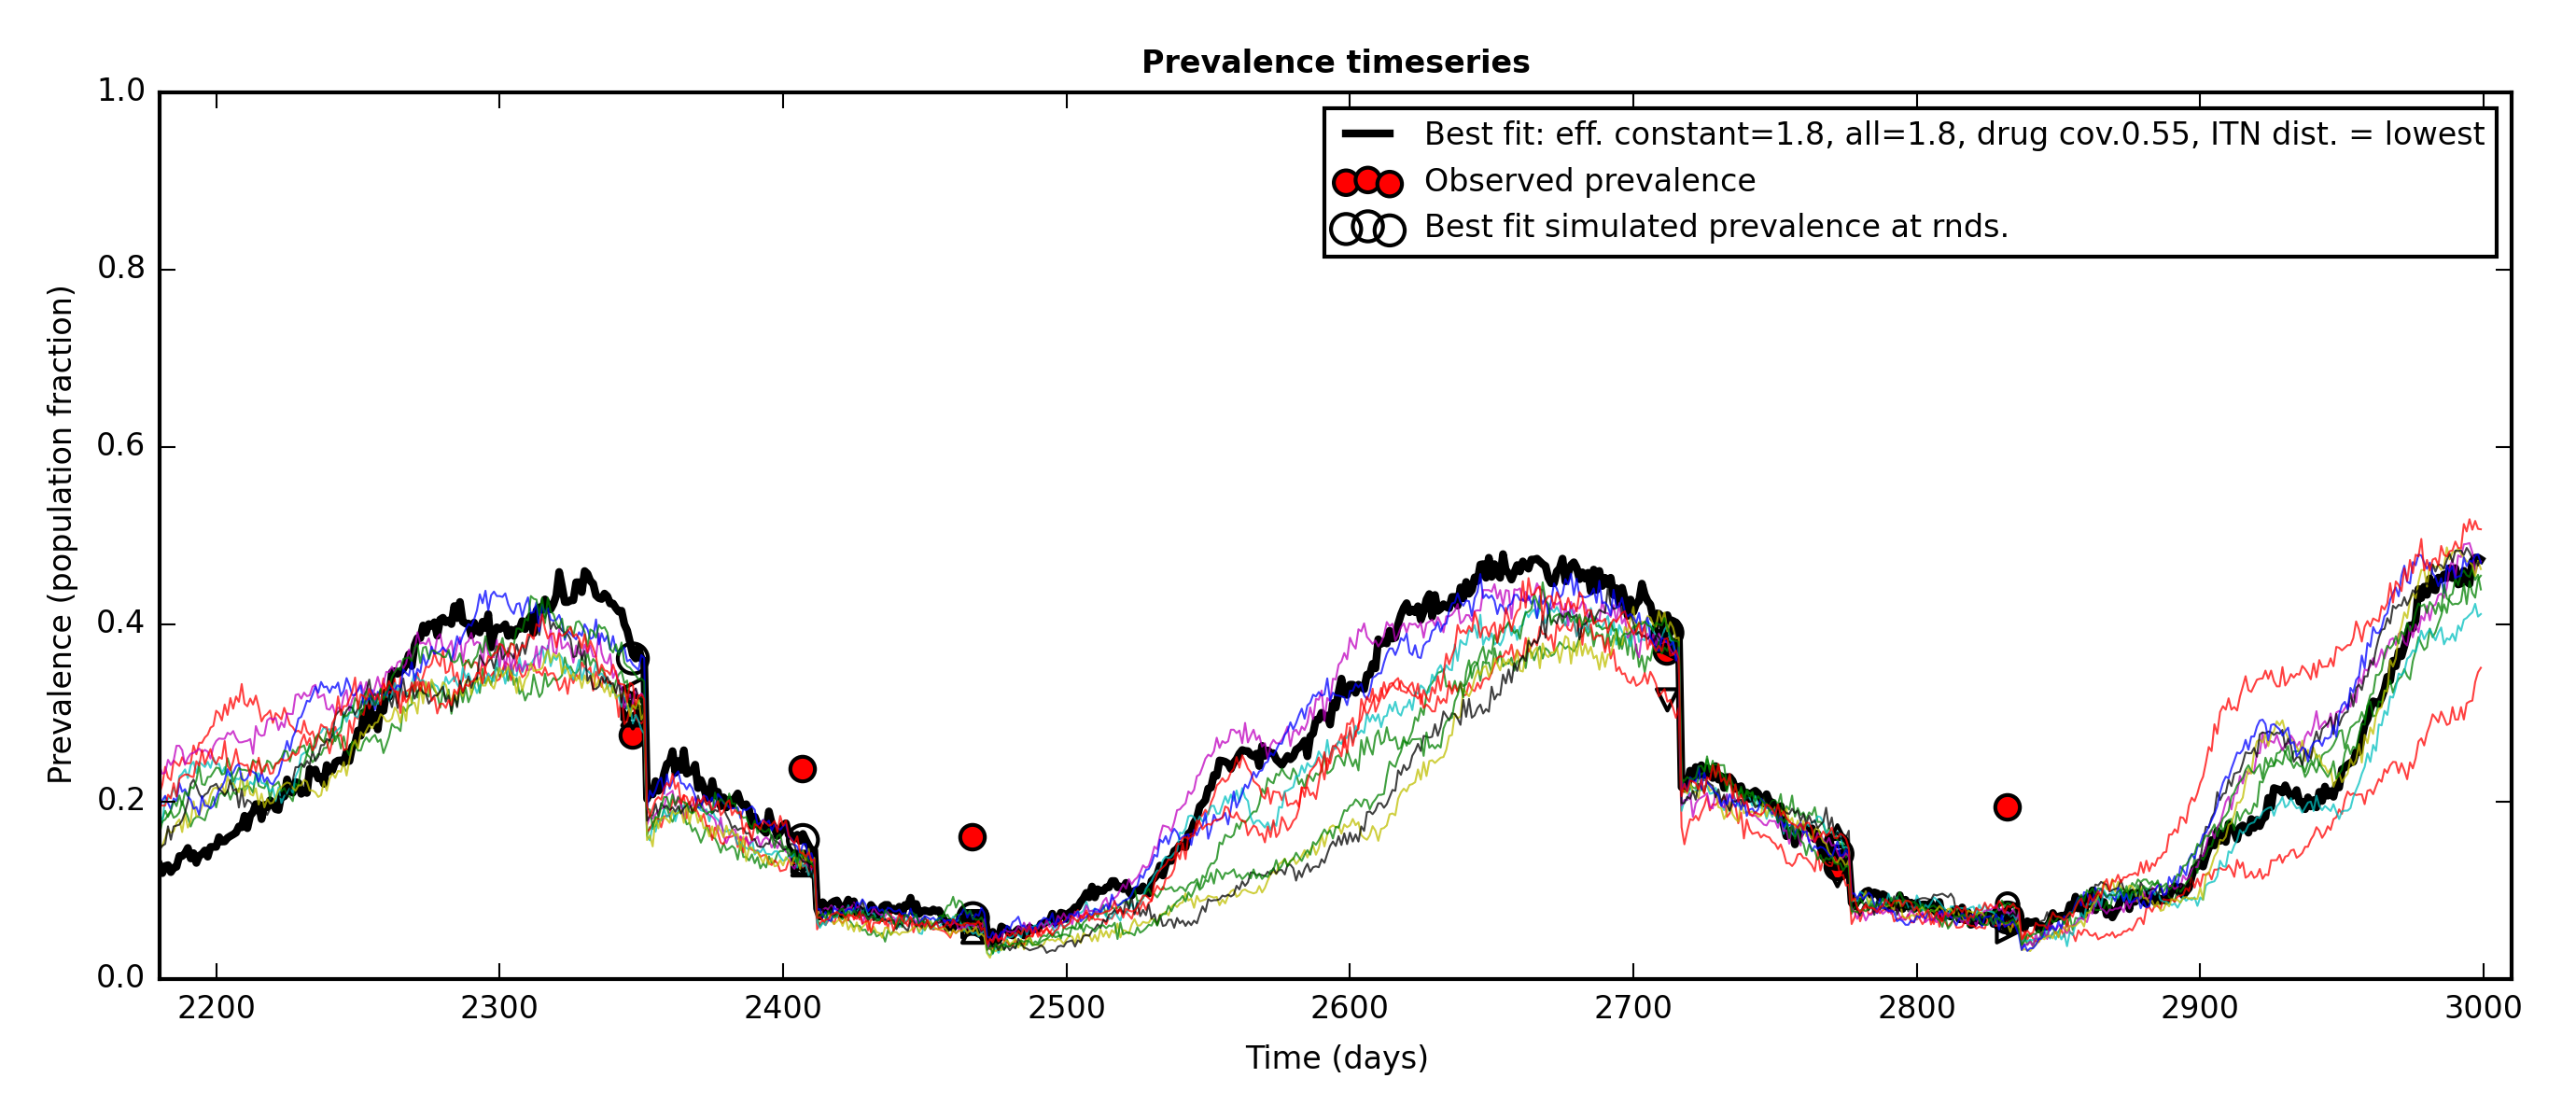 Prevalence timeseries
1.0
0.8
0.6
0.4
0.2
0.0
Prevalence (population fraction)
Best fit: eff. constant=1.8, all=1.8, drug cov.0.55, ITN dist. = lowest
Observed prevalence
Best fit simulated prevalence at rnds.
2200 2300 2400 2500 2600 2700 2800 2900 3000
Time (days)